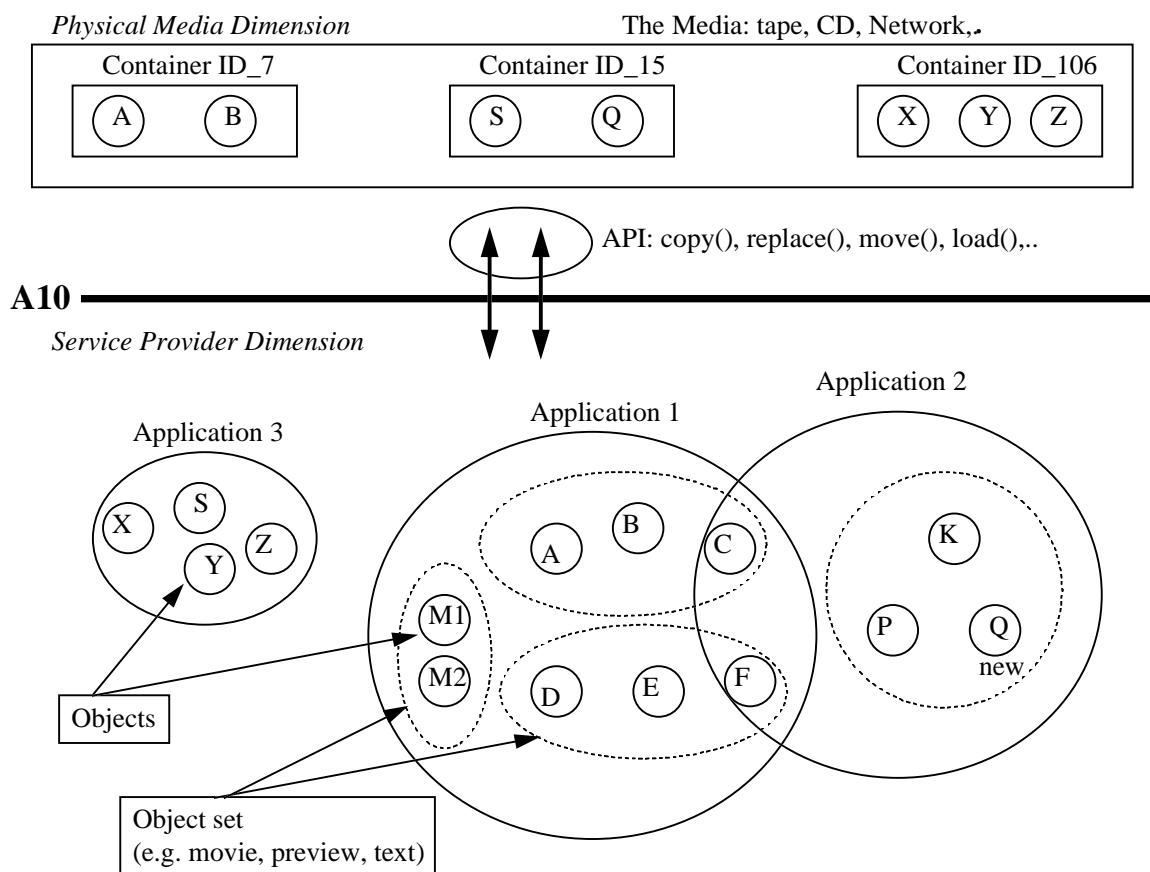 Physical Media Dimension
The Media: tape, CD, Network,..
Container ID_7
Container ID_15
Container ID_106
A
B
S
Q
X
Y
Z
API: copy(), replace(), move(), load(),..
A10
Service Provider Dimension
Application 3
Application 1
Application 2
X
S
Y
Z
A
B
C
K
P
Q
new
M1
M2
D
E
F
Objects
Object set
(e.g. movie, preview, text)